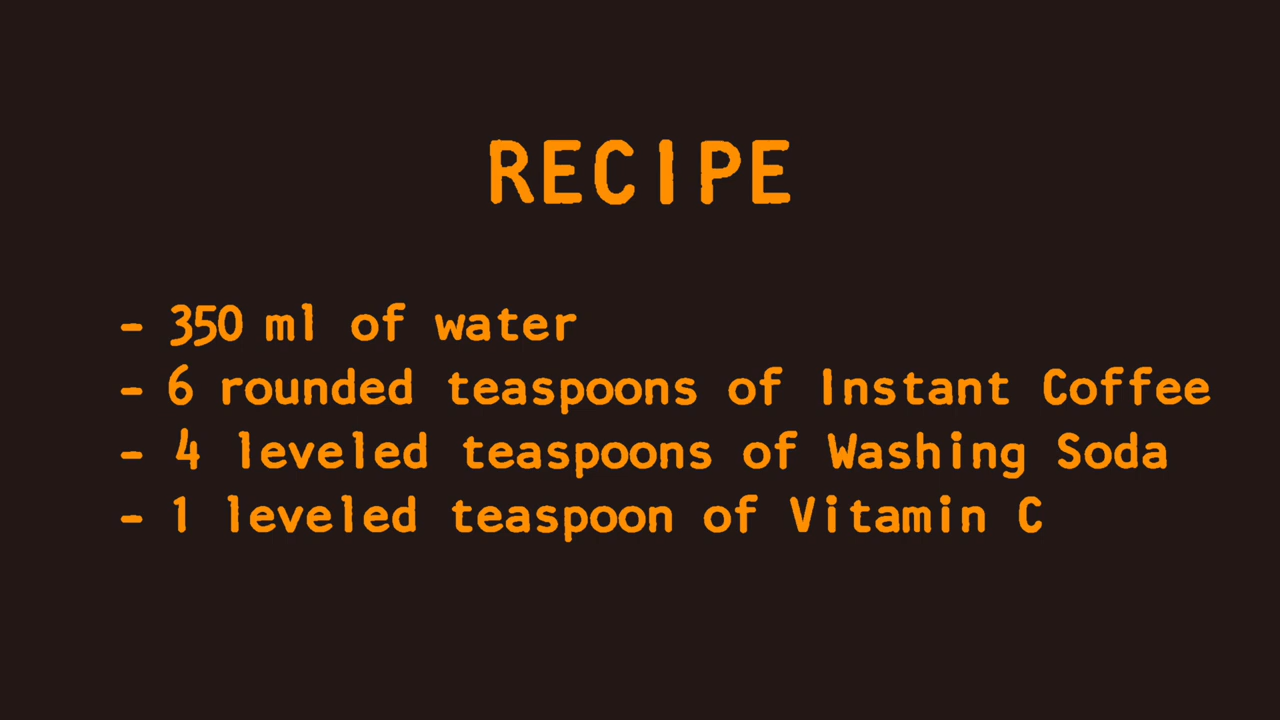 RECIPE
- 350 ml of water
- 6 rounded teaspoons of Instant Coffee
- 4 leveled teaspoons of Washing Soda
- 1 leveled teaspoon of Vitamin C